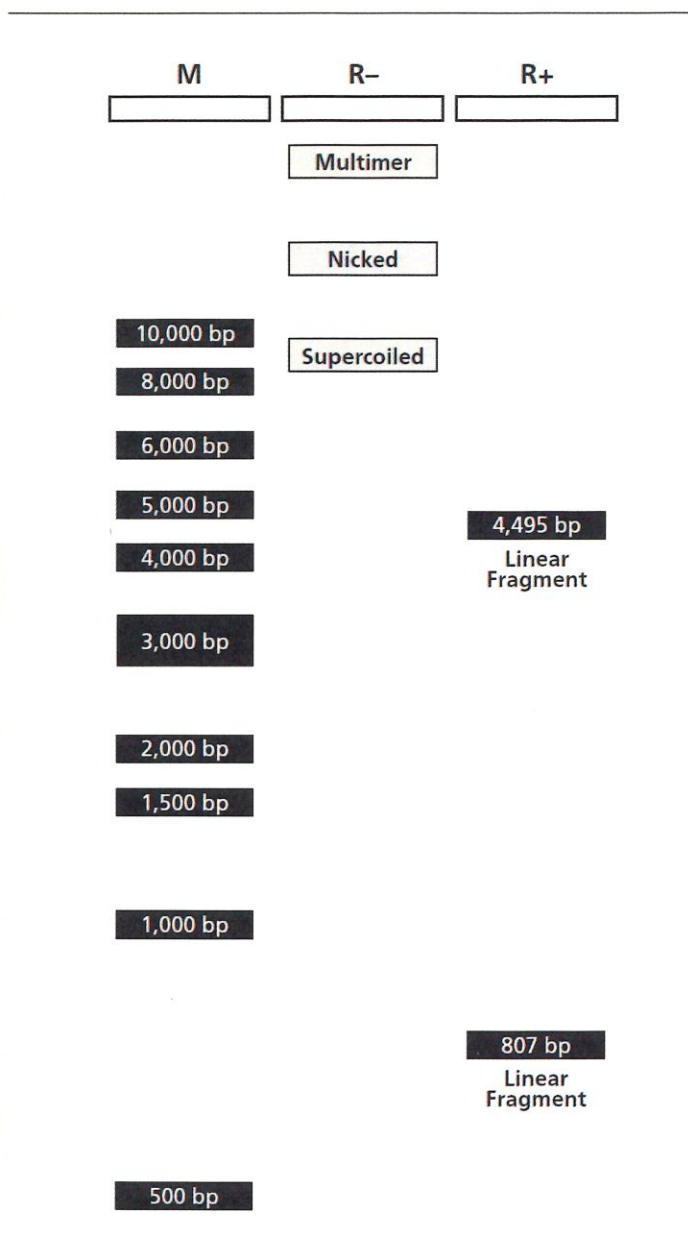 M R– R+
Multimer
Nicked
10,000 bp
Supercoiled
8,000 bp
6,000 bp
5,000 bp
4,495 bp
4,000 bp
Linear
Fragment
3,000 bp
2,000 bp
1,500 bp
1,000 bp
807 bp
Linear
Fragment
500 bp